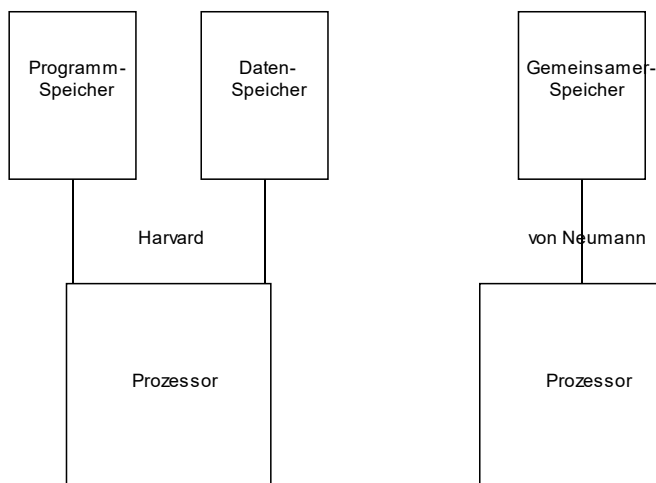 Programm-
Speicher
Daten-
Speicher
Gemeinsamer-
Speicher
Harvard
von Neumann
Prozessor
Prozessor